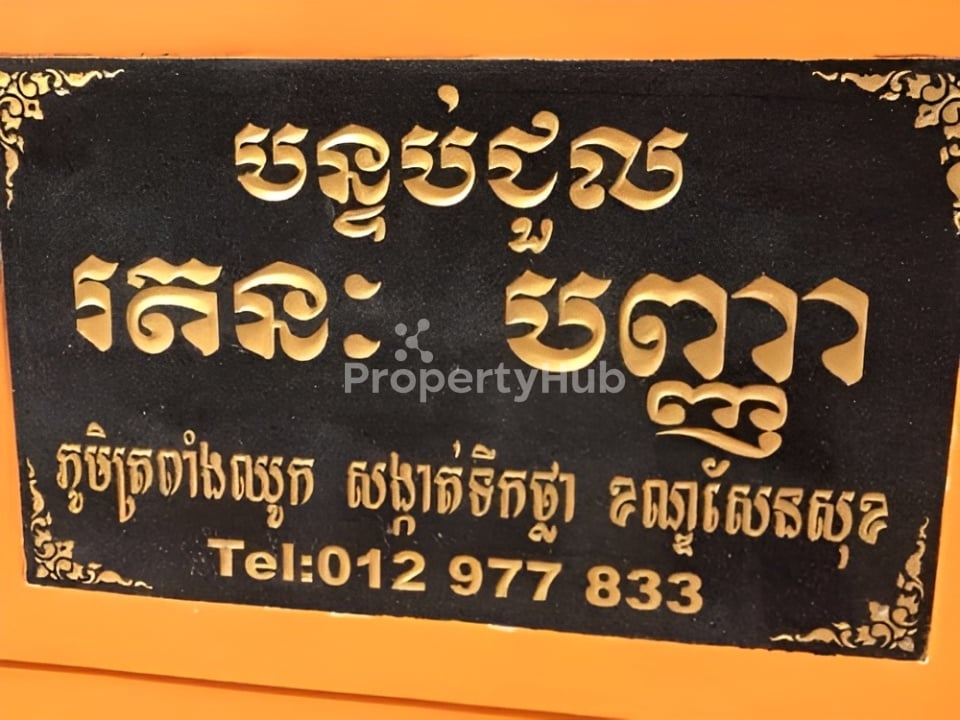 បន្ទប់ជួល
រតនៈ បញ្ញា
PropertyHub
ភូមិត្រពាំងឈូក សង្កាត់ទឹកថ្លា ខណ្ឌសែនសុខ
Tel:012 977 833